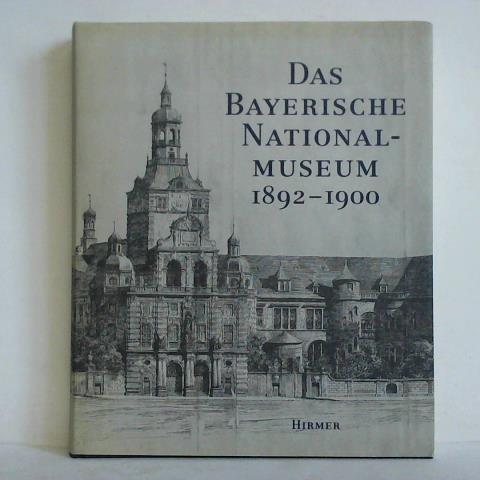 DAS
BAYERISCHE
NATIONAL-
MUSEUM
1892–1900
HIRMER